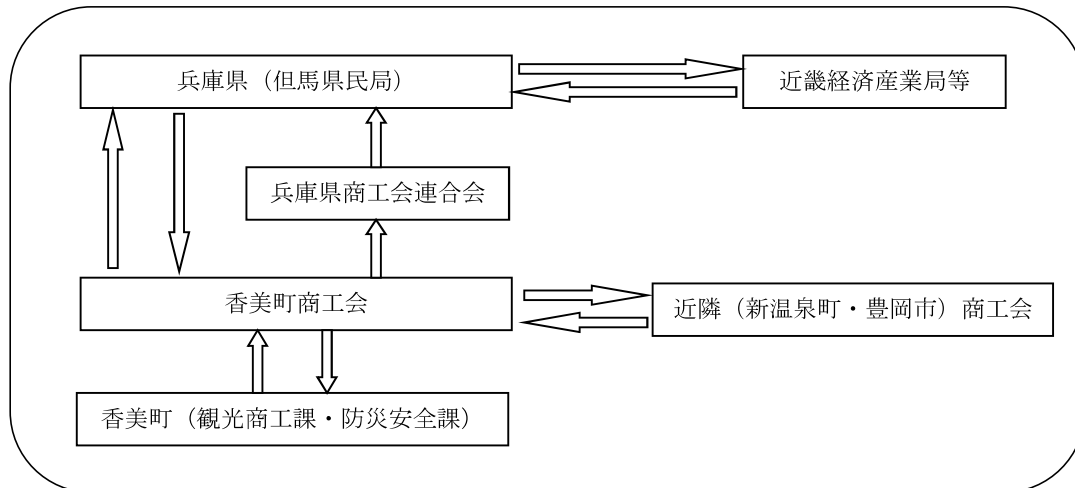 兵庫県（但馬県民局）
近畿経済産業局等
兵庫県商工会連合会
香美町商工会
近隣（新温泉町・豊岡市）商工会
香美町（観光商工課・防災安全課）